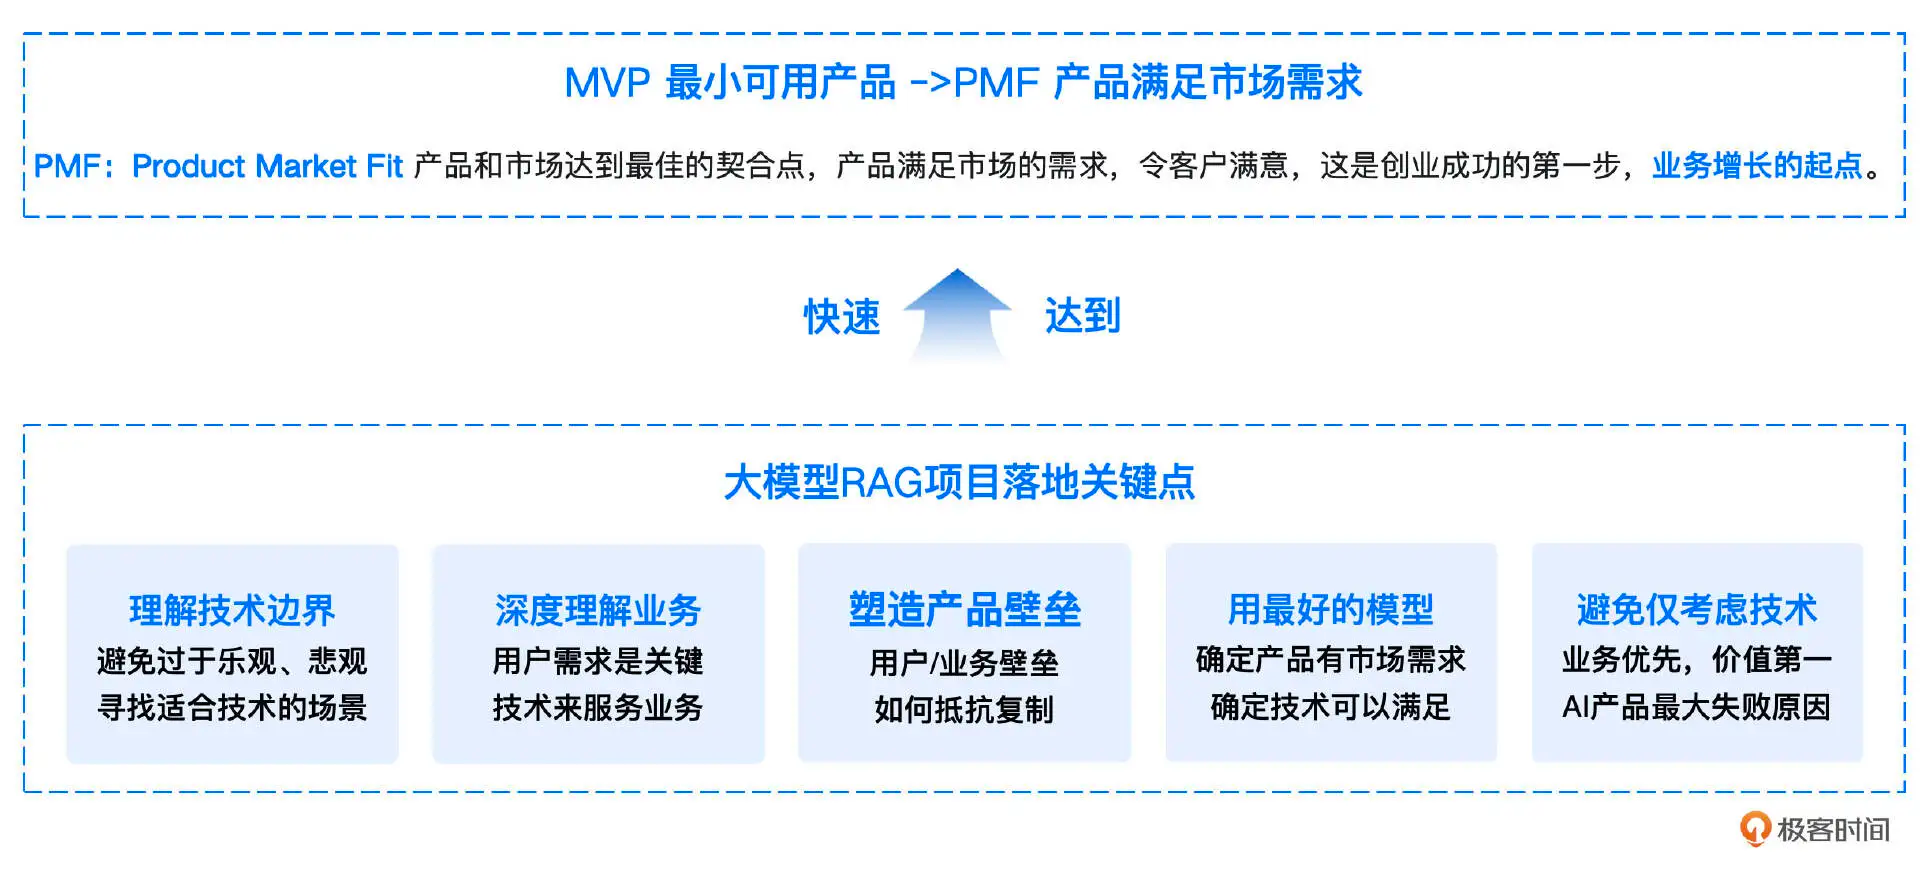 MVP 最小可用产品 ->PMF 产品满足市场需求
PMF：Product Market Fit 产品和市场达到最佳的契合点，产品满足市场的需求，令客户满意，这是创业成功的第一步，业务增长的起点。
快速 达到
大模型RAG项目落地关键点
理解技术边界
避免过于乐观、悲观
寻找适合技术的场景
深度理解业务
用户需求是关键
技术来服务业务
塑造产品壁垒
用户/业务壁垒
如何抵抗复制
用最好的模型
确定产品有市场需求
确定技术可以满足
避免仅考虑技术
业务优先，价值第一
AI产品最大失败原因
极客时间